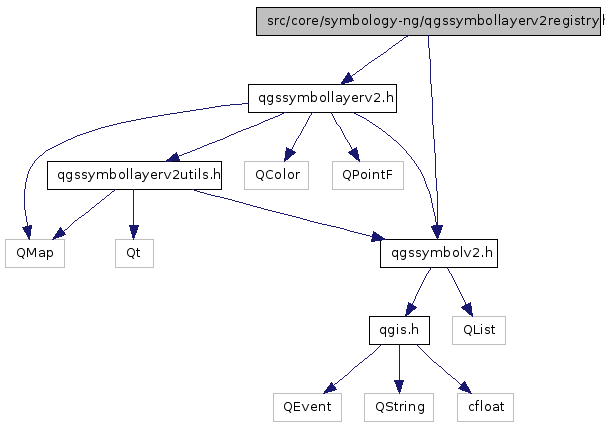 src/core/symbology-ng/qgssymbollayerv2registry.h
qgssymbollayerv2.h
qgssymbollayerv2utils.h
QColor
QPointF
QMap
Qt
qgssymbolv2.h
qgis.h
QList
QEvent
QString
cfloat